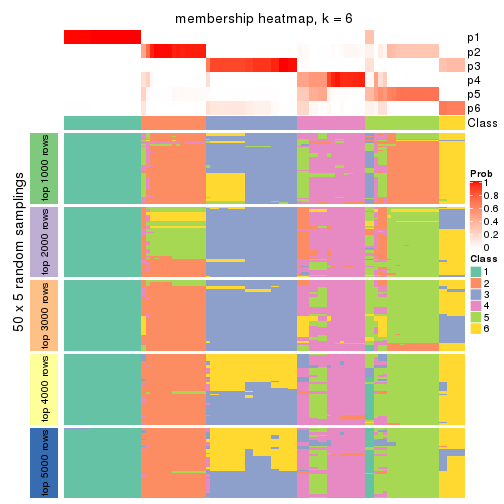 membership heatmap, k = 6
p1
p2
p3
p4
p5
p6
Class
50 x 5 random samplings
top 1000 rows
top 2000 rows
top 3000 rows
top 4000 rows
top 5000 rows
Prob
1
0.8
0.6
0.4
0.2
0
Class
1
2
3
4
5
6